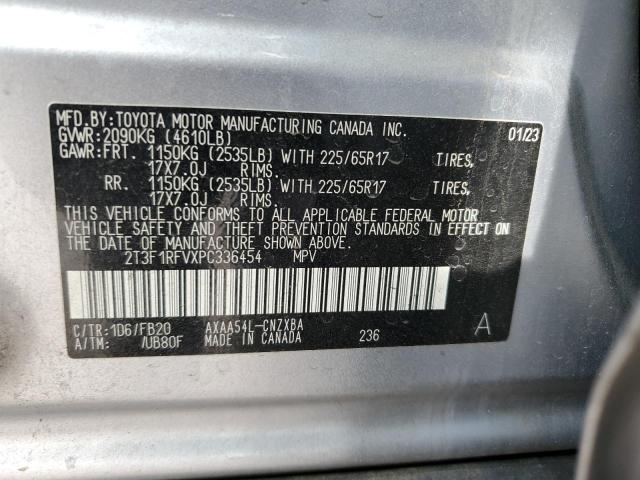 MFD.BY:TOYOTA MOTOR MANUFACTURING CANADA INC. 01/23
GVWR:2090KG (4610LB)
GAWR:FRT. 1150KG (2535LB) WITH 225/65R17 TIRES,
17X7.0J RIMS.
RR. 1150KG (2535LB) WITH 225/65R17 TIRES,
17X7.0J RIMS.
THIS VEHICLE CONFORMS TO ALL APPLICABLE FEDERAL MOTOR
VEHICLE SAFETY AND THEFT PREVENTION STANDARDS IN EFFECT ON
THE DATE OF MANUFACTURE SHOWN ABOVE.
2T3F1RFVXPC336454 MPV
C/TR:1D6/FB20 AXAA54L-CNZXBA
A/TM: /UB80F MADE IN CANADA 236 A